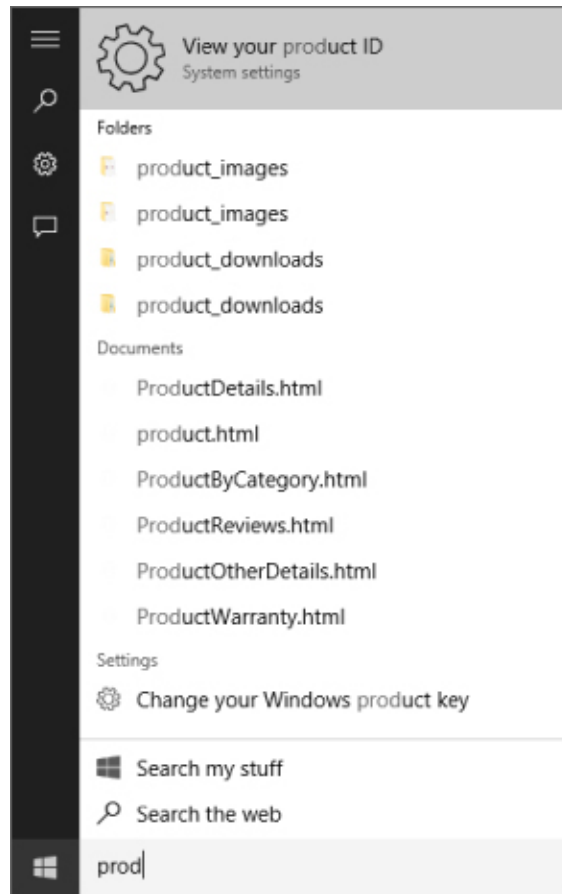 View your product ID
System settings
Folders
product_images
product_images
product_downloads
product_downloads
Documents
ProductDetails.html
product.html
ProductByCategory.html
ProductReviews.html
ProductOtherDetails.html
ProductWarranty.html
Settings
Change your Windows product key
Search my stuff
Search the web
prod